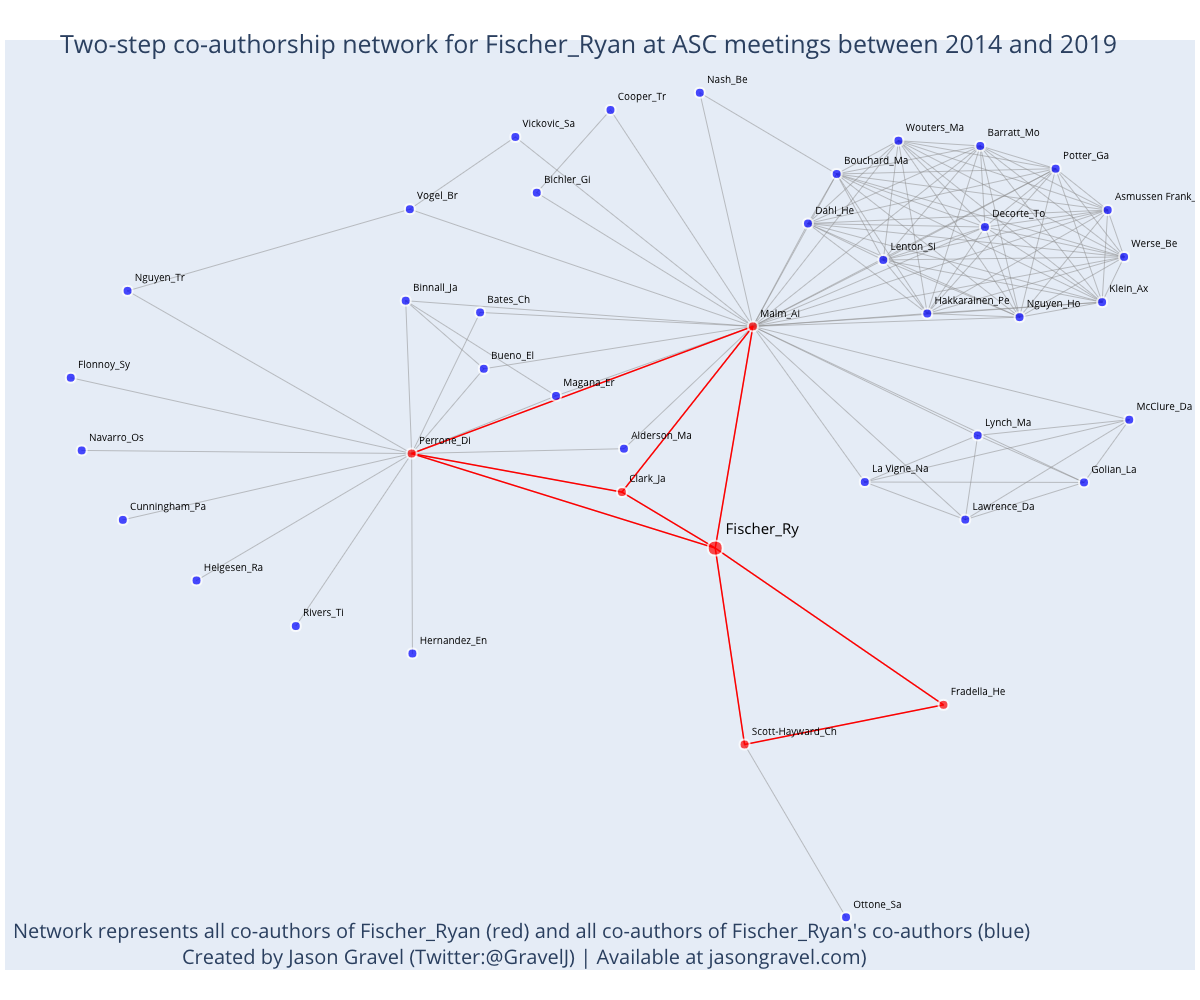 Two-step co-authorship network for Fischer_Ryan at ASC meetings between 2014 and 2019
Nash_Be
Cooper_Tr
Vickovic_Sa
Wouters_Ma
Barratt_Mo
Potter_Ga
Bouchard_Ma
Bichler_Gi
Vogel_Br
Asmussen Frank_
Dahl_He
Decorte_To
Werse_Be
Lenton_Si
Nguyen_Tr
Binnall_Ja
Bates_Ch
Klein_Ax
Hakkarainen_Pe
Nguyen_Ho
Malm_Ai
Bueno_El
Flonnoy_Sy
Magana_Er
McClure_Da
Lynch_Ma
Navarro_Os
Perrone_Di
Alderson_Ma
La Vigne_Na
Golian_La
Clark_Ja
Cunningham_Pa
Lawrence_Da
Fischer_Ry
Helgesen_Ra
Rivers_Ti
Hernandez_En
Fradella_He
Scott-Hayward_Ch
Ottone_Sa
Network represents all co-authors of Fischer_Ryan (red) and all co-authors of Fischer_Ryan's co-authors (blue)
Created by Jason Gravel (Twitter:@GravelJ) | Available at jasongravel.com)